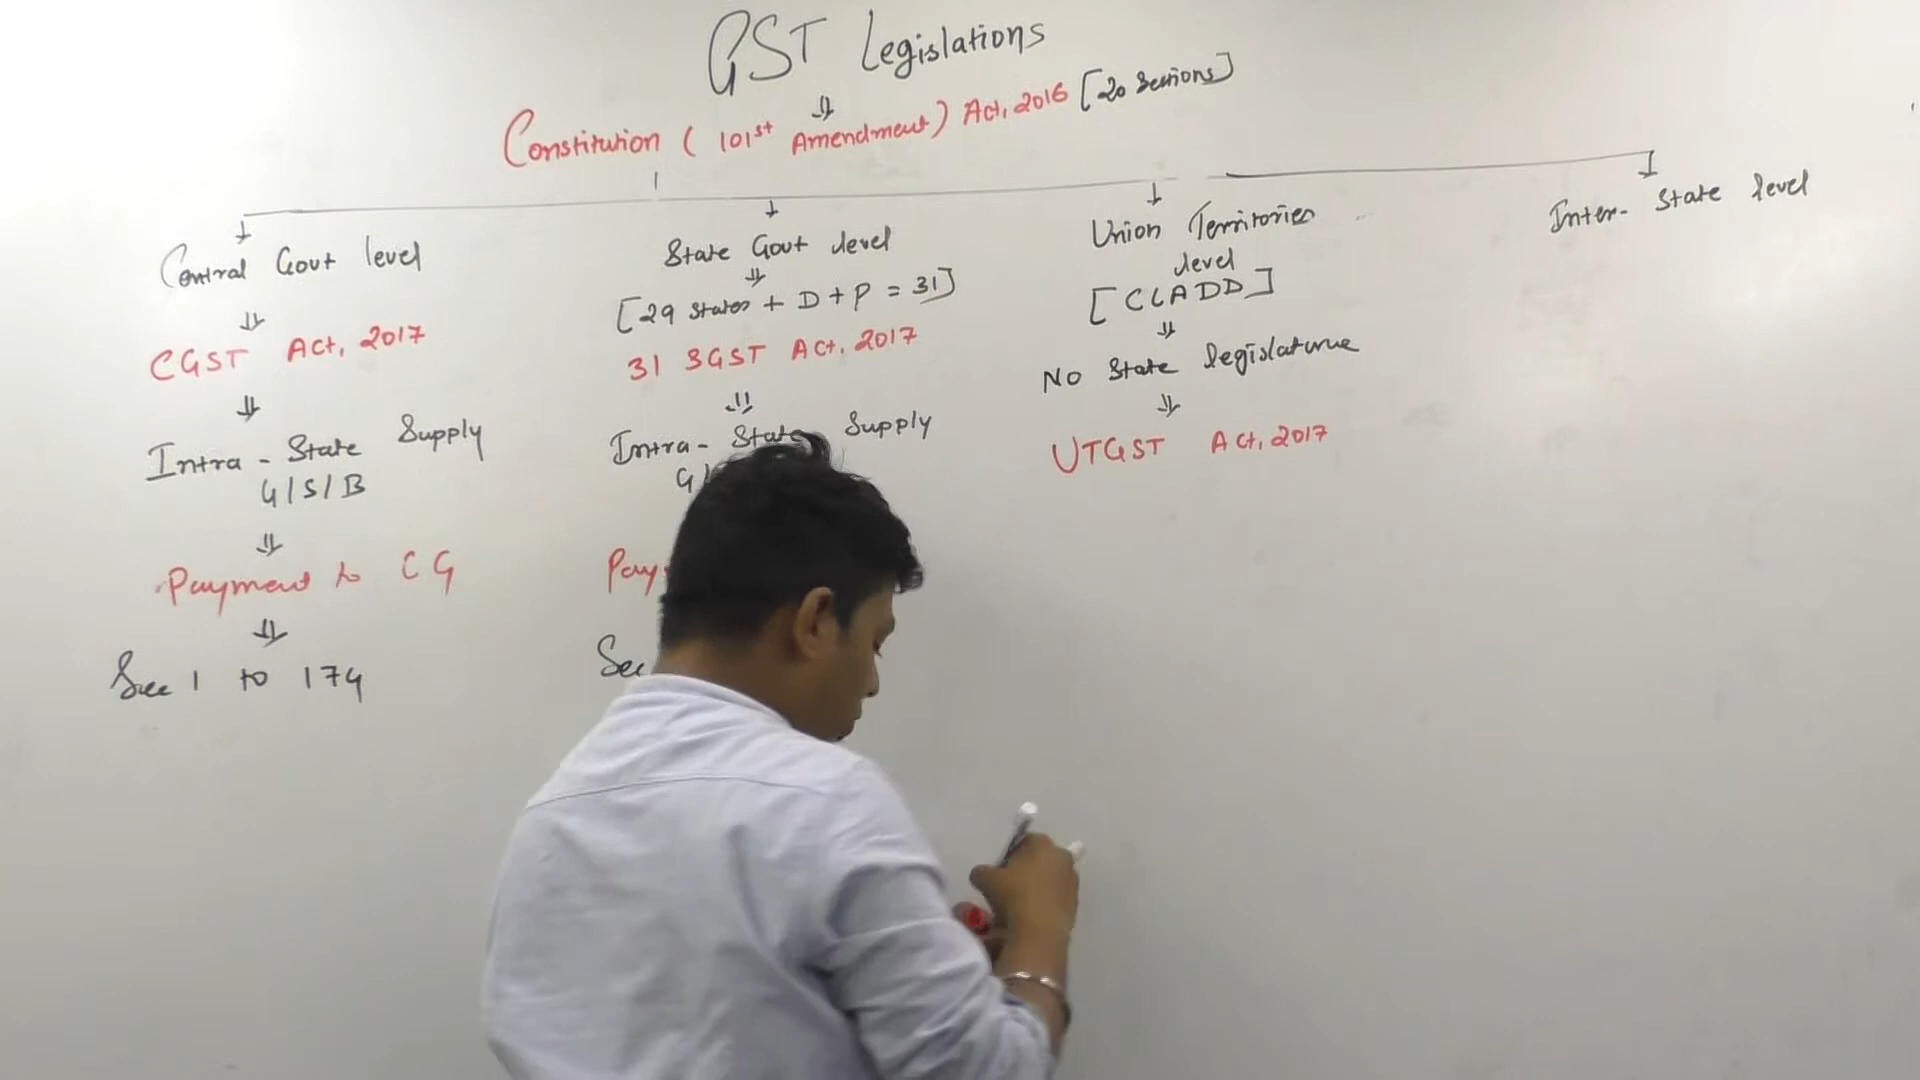 GST Legislations
Constitution ( 101st Amendment ) Act, 2016 [20 Sections]
Central Govt level
CGST Act, 2017
Intra - State Supply
G/S/B
Payment to CG
Sec 1 to 174
State Govt level
[29 States + D + P = 31]
31 SGST Act, 2017
Intra - State Supply
G/
Pay
Sec
Union Territories
level
[CLADD]
No State legislature
UTGST Act, 2017
Inter - State level